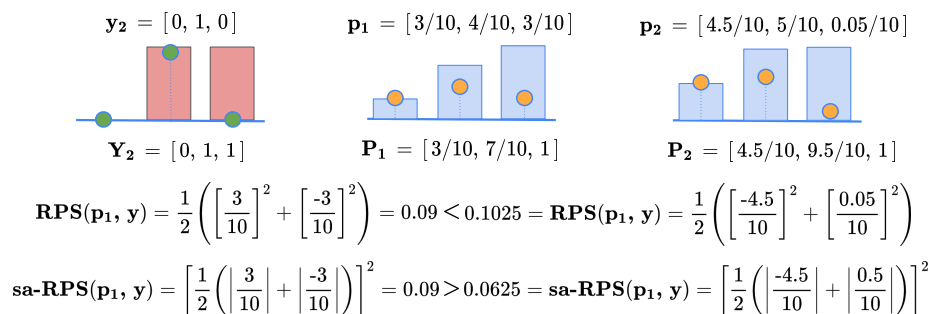 y₂ = [0, 1, 0] p₁ = [3/10, 4/10, 3/10] p₂ = [4.5/10, 5/10, 0.05/10]
Y₂ = [0, 1, 1] P₁ = [3/10, 7/10, 1] P₂ = [4.5/10, 9.5/10, 1]
RPS(p₁, y) = 1/2 ([3/10]² + [-3/10]²) = 0.09 < 0.1025 = RPS(p₁, y) = 1/2 ([-4.5/10]² + [0.05/10]²)
sa-RPS(p₁, y) = [1/2 (|3/10| + |-3/10|)]² = 0.09 > 0.0625 = sa-RPS(p₁, y) = [1/2 (|-4.5/10| + |0.5/10|)]²